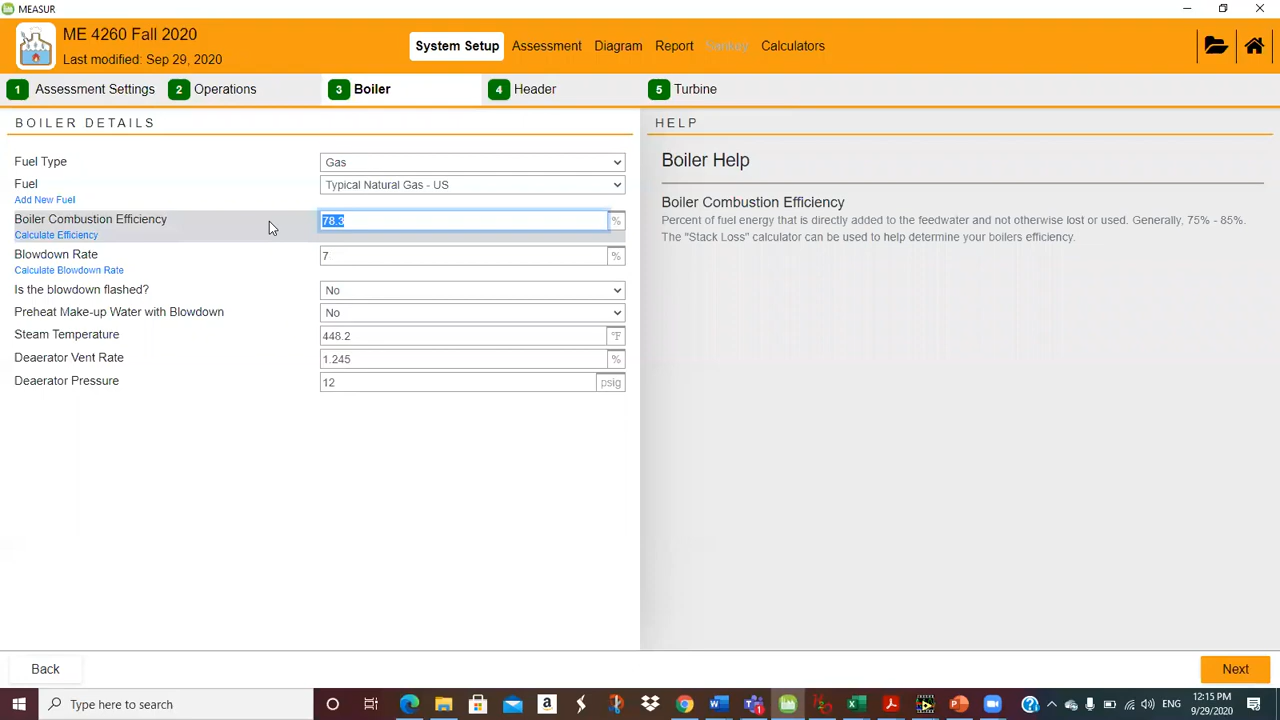 MEASUR
ME 4260 Fall 2020
Last modified: Sep 29, 2020
System Setup Assessment Diagram Report Sankey Calculators
1 Assessment Settings 2 Operations 3 Boiler 4 Header 5 Turbine
BOILER DETAILS
Fuel Type Gas
Fuel Typical Natural Gas - US
Add New Fuel
Boiler Combustion Efficiency 78.3 %
Calculate Efficiency
Blowdown Rate 7 %
Calculate Blowdown Rate
Is the blowdown flashed? No
Preheat Make-up Water with Blowdown No
Steam Temperature 448.2 °F
Deaerator Vent Rate 1.245 %
Deaerator Pressure 12 psig
HELP
Boiler Help
Boiler Combustion Efficiency
Percent of fuel energy that is directly added to the feedwater and not otherwise lost or used. Generally, 75% - 85%.
The "Stack Loss" calculator can be used to help determine your boilers efficiency.
Back Next
Type here to search
ENG
12:15 PM
9/29/2020